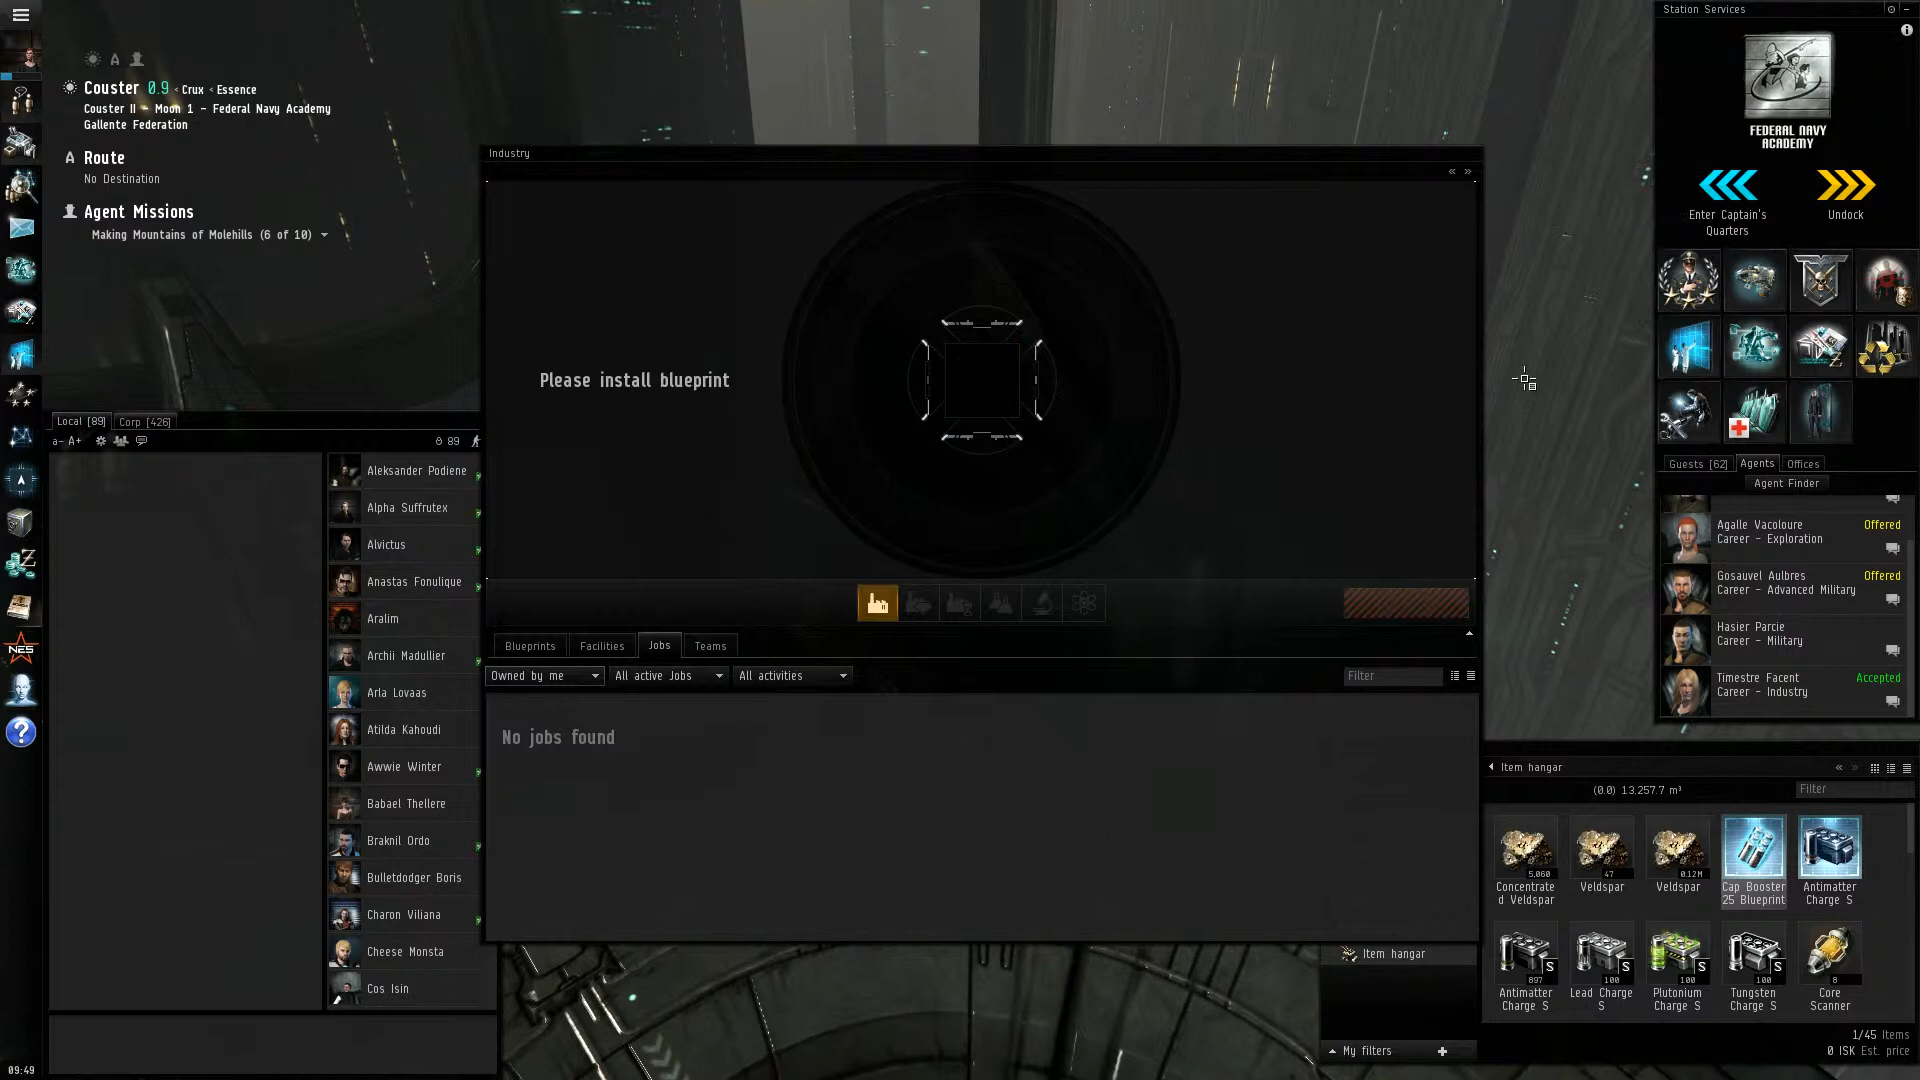 Couster 0.9 < Crux < Essence
Couster II - Moon 1 - Federal Navy Academy
Gallente Federation
A Route
No Destination
Agent Missions
Making Mountains of Molehills (6 of 10)
Local [89]
Corp [426]
a- A+
0 89
Aleksander Podiene
Alpha Suffrutex
Alvictus
Anastas Fonulique
Aralim
Archii Madullier
Arla Lovaas
Atilda Kahoudi
Awwie Winter
Babael Thellere
Braknil Ordo
Bulletdodger Boris
Charon Viliana
Cheese Monsta
Cos Isin
NES
09:49
Industry
Please install blueprint
Blueprints
Facilities
Jobs
Teams
Owned by me
All active Jobs
All activities
Filter
No jobs found
Item hangar
My filters
Station Services
FEDERAL NAVY
ACADEMY
Enter Captain's
Quarters
Undock
Guests [62]
Agents
Offices
Agent Finder
Agalle Vacoloure
Offered
Career - Exploration
Gosauvel Aulbres
Offered
Career - Advanced Military
Hasier Parcie
Career - Military
Timestre Facent
Accepted
Career - Industry
Item hangar
(0.0) 13,257.7 m³
Filter
5,060
47
0.12M
Concentrate
d Veldspar
Veldspar
Veldspar
Cap Booster
25 Blueprint
Antimatter
Charge S
897
100
100
100
8
Antimatter
Charge S
Lead Charge
S
Plutonium
Charge S
Tungsten
Charge S
Core
Scanner
1/45 Items
0 ISK Est. price